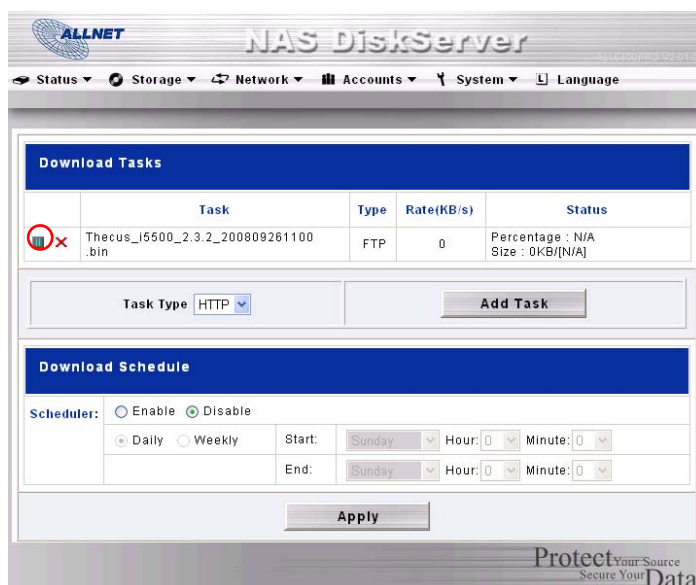 ALLNET
NAS DiskServer
Status Storage Network Accounts System Language
Download Tasks
Task Type Rate(KB/s) Status
Thecus_i5500_2.3.2_200809261100
.bin
FTP 0
Percentage : N/A
Size : 0KB/[N/A]
Task Type HTTP Add Task
Download Schedule
Scheduler: Enable Disable
Daily Weekly Start: Sunday Hour: 0 Minute: 0
End: Sunday Hour: 0 Minute: 0
Apply
Protect Your Source
Secure Your Data